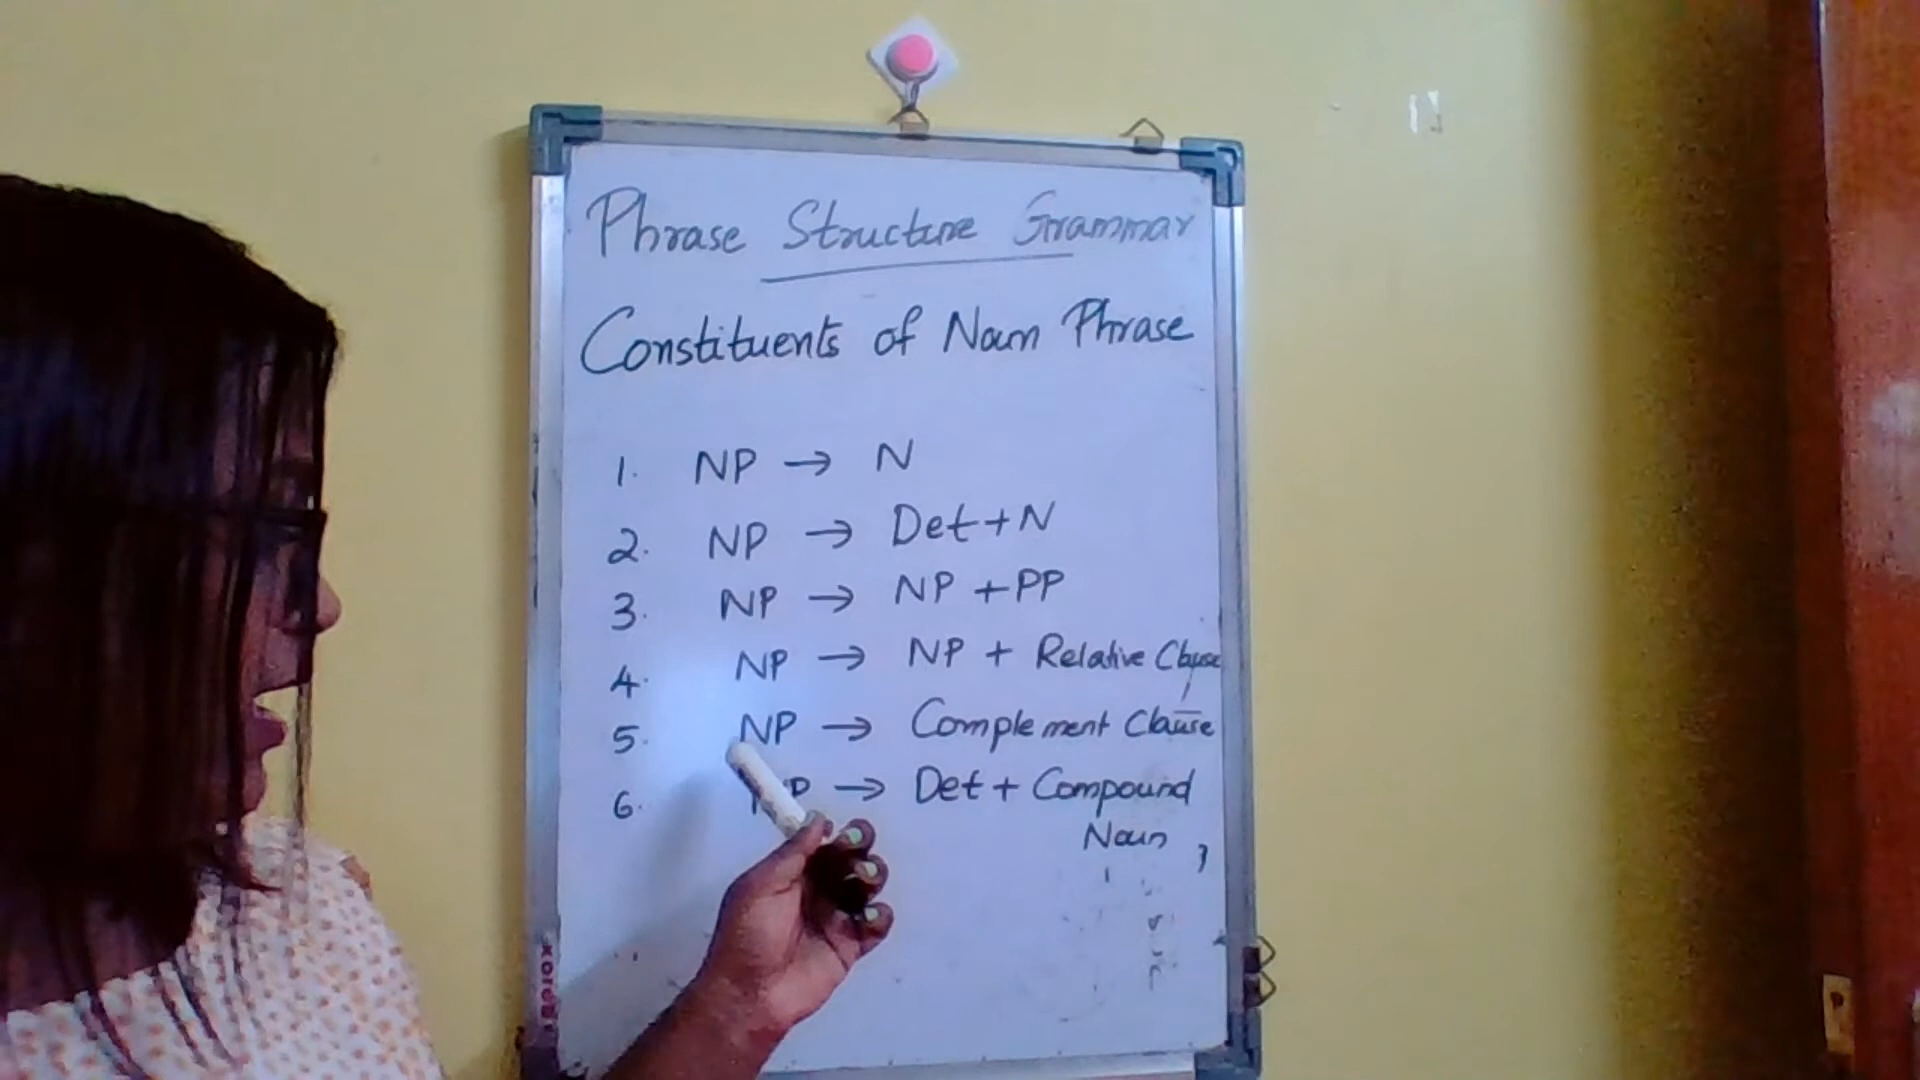 Phrase Structure Grammar
Constituents of Noun Phrase
1. NP → N
2. NP → Det + N
3. NP → NP + PP
4. NP → NP + Relative Clause
5. NP → Complement Clause
6. NP → Det + Compound
Noun